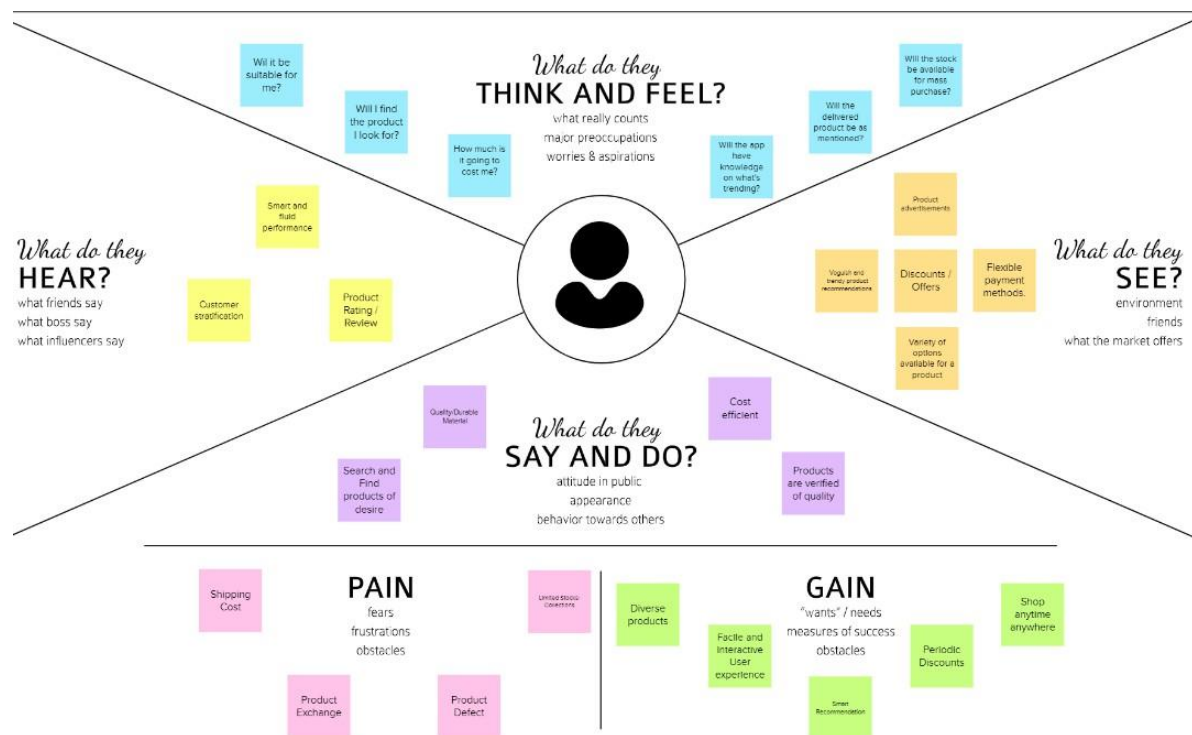 What do they
THINK AND FEEL?
what really counts
major preoccupations
worries & aspirations
Wil it be
suitable for
me?
Will I find
the product
I look for?
How much is
it going to
cost me?
Will the app
have
knowledge
on what's
trending?
Will the
delivered
product be as
mentioned?
Will the stock
be available
for mass
purchase?
What do they
HEAR?
what friends say
what boss say
what influencers say
Smart and
fluid
performance
Customer
stratification
Product
Rating /
Review
What do they
SEE?
environment
friends
what the market offers
Product
advertisements
Voguish and
trendy product
recommendations
Discounts /
Offers
Flexible
payment
methods.
Variety of
options
available for a
product
What do they
SAY AND DO?
attitude in public
appearance
behavior towards others
Quality/Durable
Material
Search and
Find
products of
desire
Cost
efficient
Products
are verified
of quality
PAIN
fears
frustrations
obstacles
Shipping
Cost
Product
Exchange
Product
Defect
Limited Stocks
Collections
GAIN
"wants" / needs
measures of success
obstacles
Diverse
products
Facile and
Interactive
User
experience
Smart
Recommendation
Periodic
Discounts
Shop
anytime
anywhere